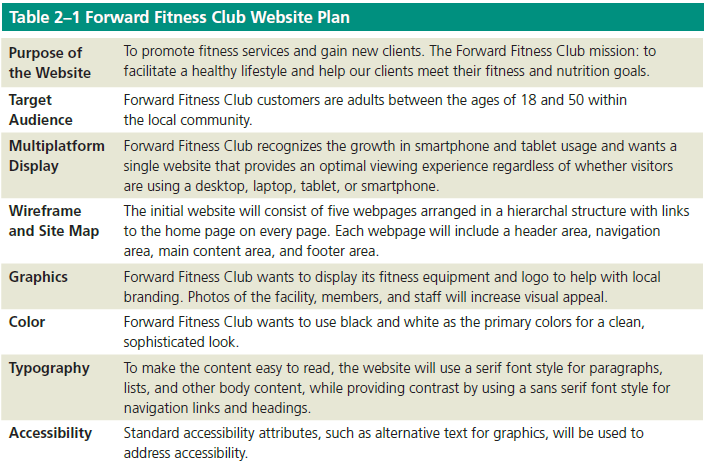 Table 2–1 Forward Fitness Club Website Plan
Purpose of the Website
To promote fitness services and gain new clients. The Forward Fitness Club mission: to
facilitate a healthy lifestyle and help our clients meet their fitness and nutrition goals.
Target Audience
Forward Fitness Club customers are adults between the ages of 18 and 50 within
the local community.
Multiplatform Display
Forward Fitness Club recognizes the growth in smartphone and tablet usage and wants a
single website that provides an optimal viewing experience regardless of whether visitors
are using a desktop, laptop, tablet, or smartphone.
Wireframe and Site Map
The initial website will consist of five webpages arranged in a hierarchal structure with links
to the home page on every page. Each webpage will include a header area, navigation
area, main content area, and footer area.
Graphics
Forward Fitness Club wants to display its fitness equipment and logo to help with local
branding. Photos of the facility, members, and staff will increase visual appeal.
Color
Forward Fitness Club wants to use black and white as the primary colors for a clean,
sophisticated look.
Typography
To make the content easy to read, the website will use a serif font style for paragraphs,
lists, and other body content, while providing contrast by using a sans serif font style for
navigation links and headings.
Accessibility
Standard accessibility attributes, such as alternative text for graphics, will be used to
address accessibility.